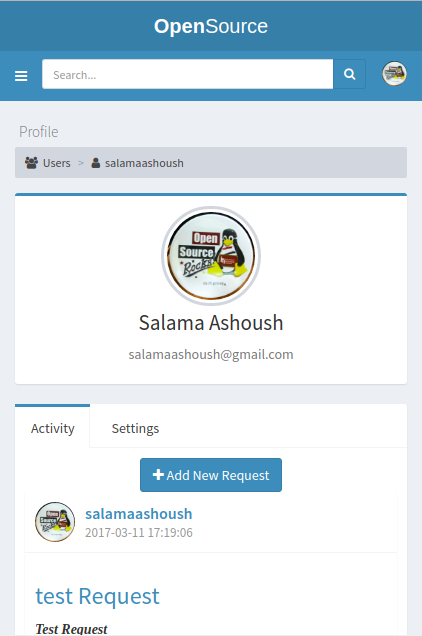 OpenSource
Search...
Profile
Users > salamaashoush
Open
Source
Rocks
Salama Ashoush
salamaashoush@gmail.com
Activity Settings
Add New Request
salamaashoush
2017-03-11 17:19:06
test Request
Test Request